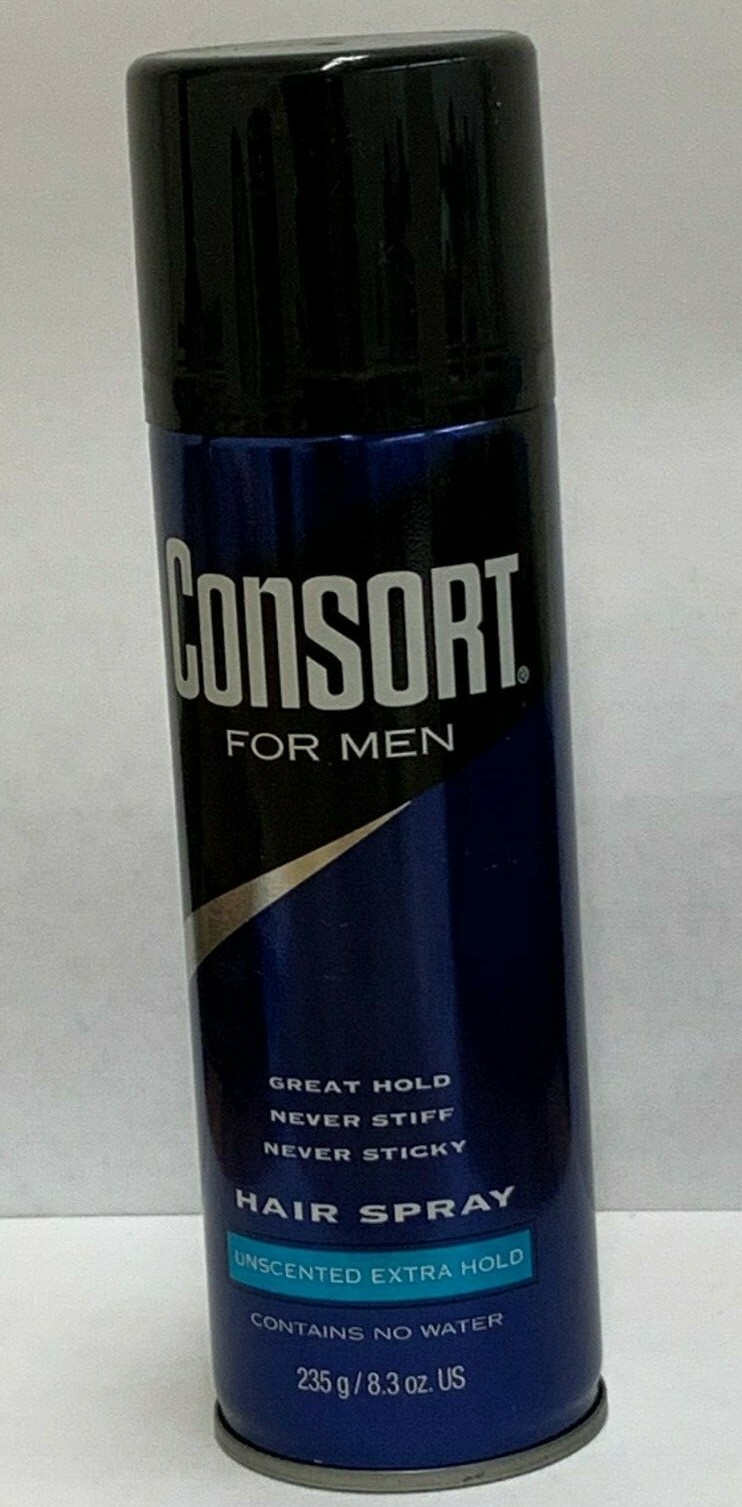 Consort®
FOR MEN
GREAT HOLD
NEVER STIFF
NEVER STICKY
HAIR SPRAY
UNSCENTED EXTRA HOLD
CONTAINS NO WATER
235 g / 8.3 oz. US